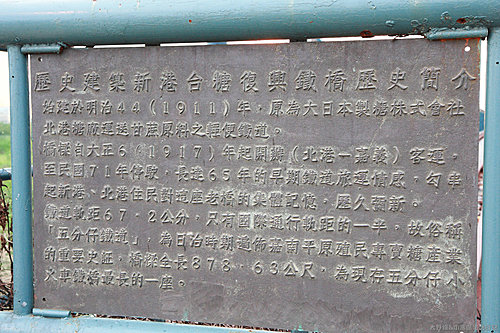 歷史建築新港台糖復興鐵橋歷史簡介
始建於明治44(1911)年,原為大日本製糖株式會社
北港糖廠運送甘蔗原料之輕便鐵道。
橋樑自大正6(1917)年起開辦(北港—嘉義)客運,
至民國71年停駛,長達65年的早期鐵道旅運情感,勾串
起新港、北港住民對這座老橋的集體記憶,歷久彌新。
鐵道軌距67.2公分,只有國際通行軌距的一半,故俗稱
「五分仔鐵道」,為日治時期遍佈嘉南平原殖民專賣糖產業
的重要史証,橋樑全長878.63公尺,為現存五分仔小
火車鐵橋最長的一座。